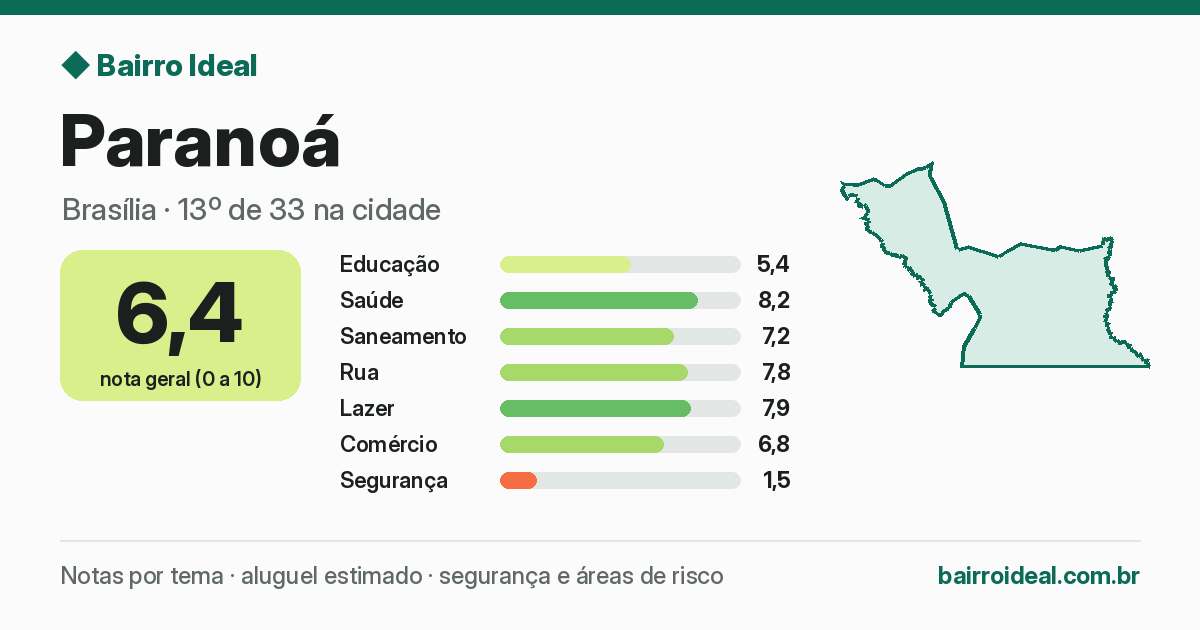 Bairro Ideal
Paranoá
Brasília · 13º de 33 na cidade
6,4
nota geral (0 a 10)
Educação 5,4
Saúde 8,2
Saneamento 7,2
Rua 7,8
Lazer 7,9
Comércio 6,8
Segurança 1,5
Notas por tema · aluguel estimado · segurança e áreas de risco
bairroideal.com.br